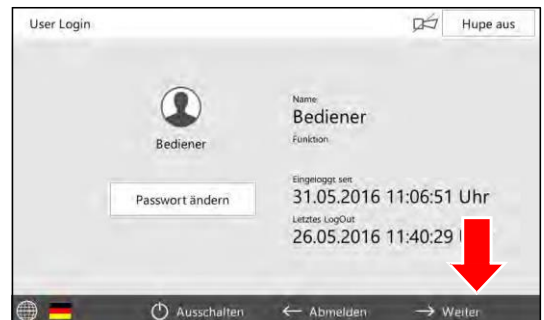 User Login
Hupe aus
Name
Bediener
Funktion
Bediener
Eingeloggt seit
31.05.2016 11:06:51 Uhr
Passwort ändern
Letztes LogOut
26.05.2016 11:40:29
Ausschalten
← Abmelden
→ Weiter